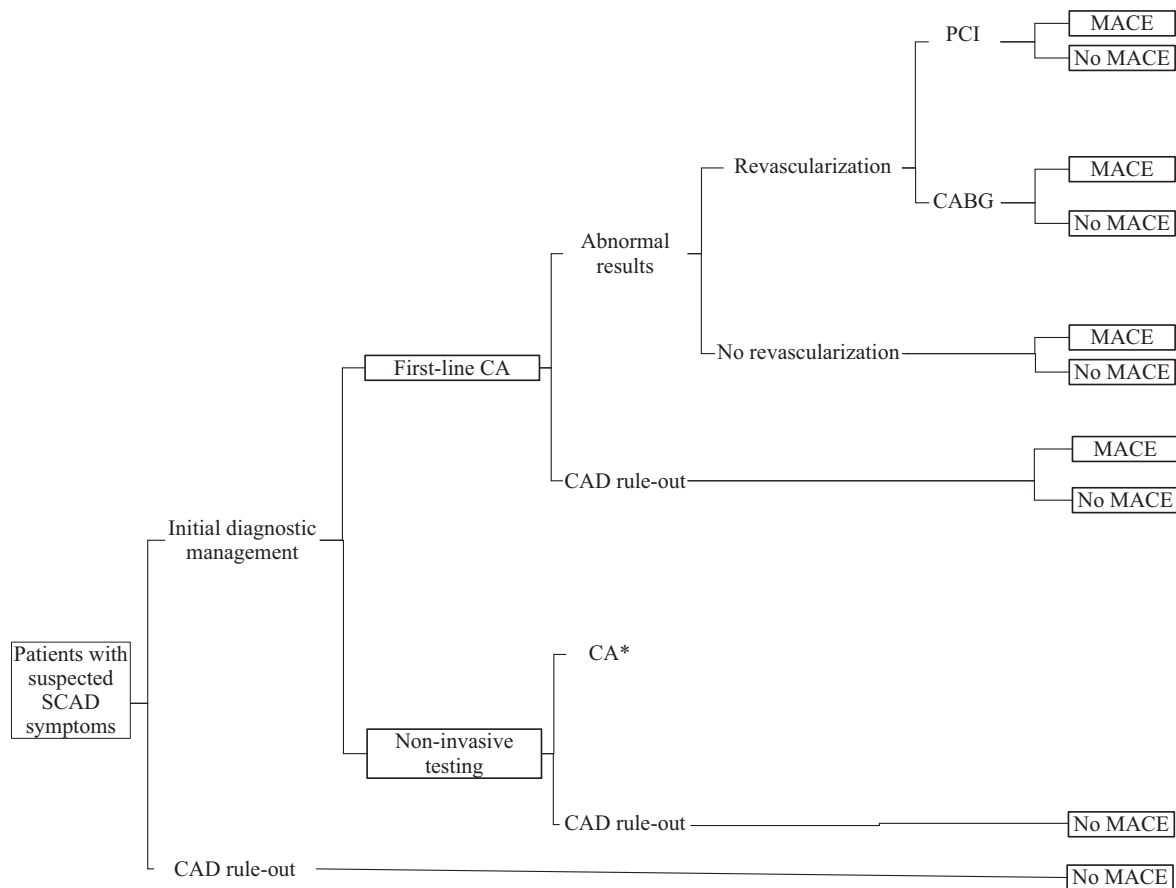 MACE
PCI
No MACE
Revascularization
MACE
CABG
No MACE
Abnormal
results
MACE
No revascularization
No MACE
First-line CA
MACE
CAD rule-out
No MACE
Initial diagnostic
management
Patients with
suspected
SCAD
symptoms
CA*
Non-invasive
testing
CAD rule-out
No MACE
CAD rule-out
No MACE